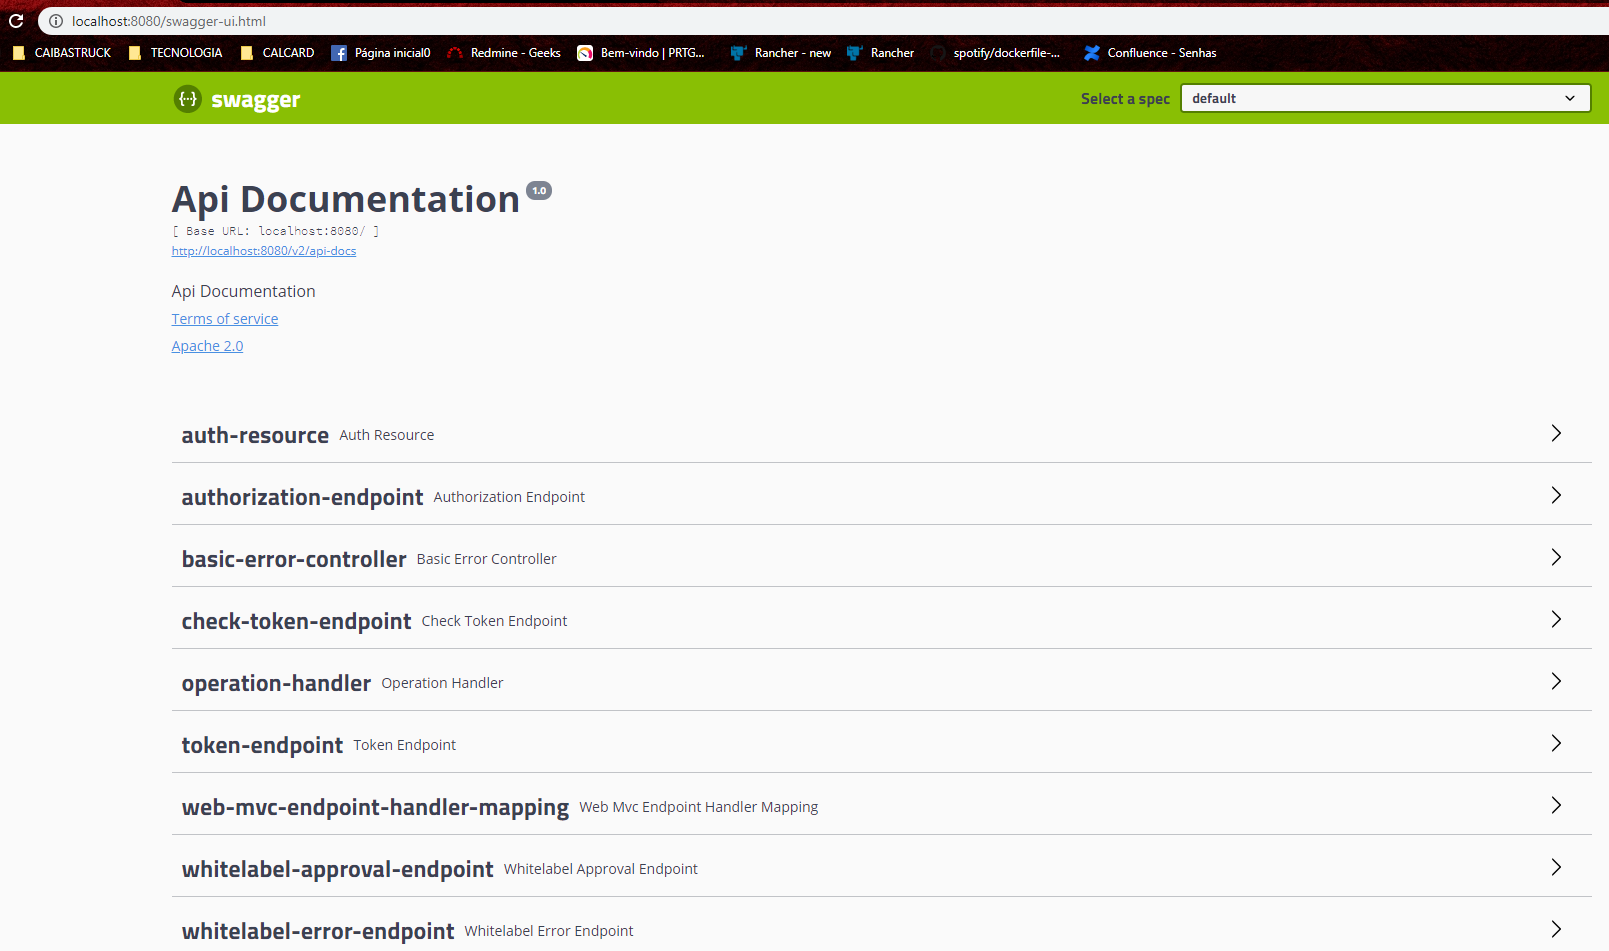 localhost:8080/swagger-ui.html
CAIBASTRUCK TECNOLOGIA CALCARD Página inicial0 Redmine - Geeks Bem-vindo | PRTG... Rancher - new Rancher spotify/dockerfile-... Confluence - Senhas
{···} swagger Select a spec default
Api Documentation 1.0
[ Base URL: localhost:8080/ ]
http://localhost:8080/v2/api-docs
Api Documentation
Terms of service
Apache 2.0
auth-resource Auth Resource
authorization-endpoint Authorization Endpoint
basic-error-controller Basic Error Controller
check-token-endpoint Check Token Endpoint
operation-handler Operation Handler
token-endpoint Token Endpoint
web-mvc-endpoint-handler-mapping Web Mvc Endpoint Handler Mapping
whitelabel-approval-endpoint Whitelabel Approval Endpoint
whitelabel-error-endpoint Whitelabel Error Endpoint